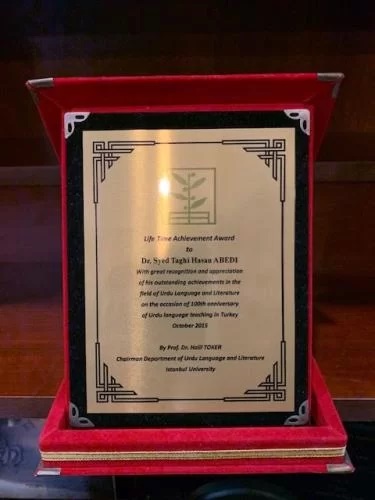 Life Time Achievement Award
to
Dr. Syed Taghi Hasan ABEDI
With great recognition and appreciation
of his outstanding achievements in the
field of Urdu Language and Literature
on the occasion of 100th anniversary
of Urdu language teaching in Turkey
October 2015
By Prof. Dr. Halil TOKER
Chairman Department of Urdu Language and Literature
Istanbul University